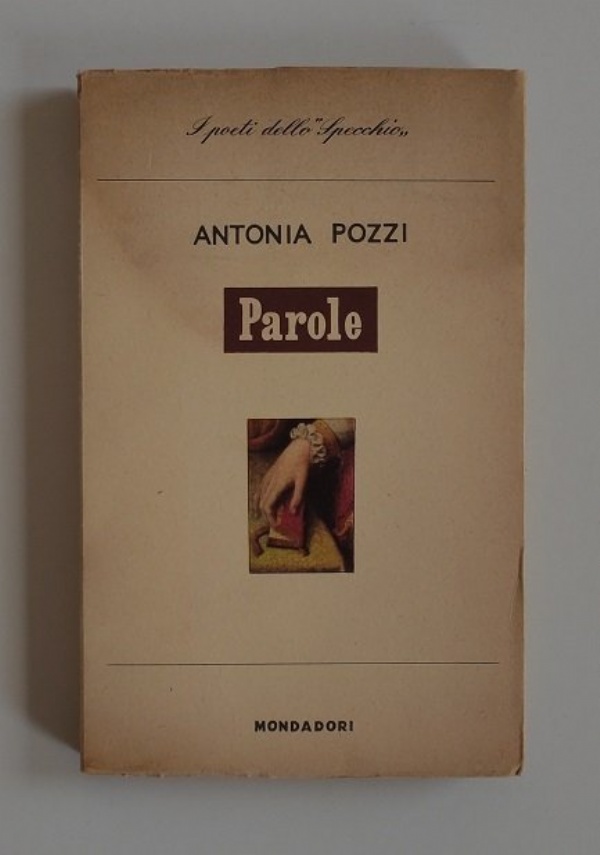 I poeti dello "Specchio„
ANTONIA POZZI
Parole
MONDADORI